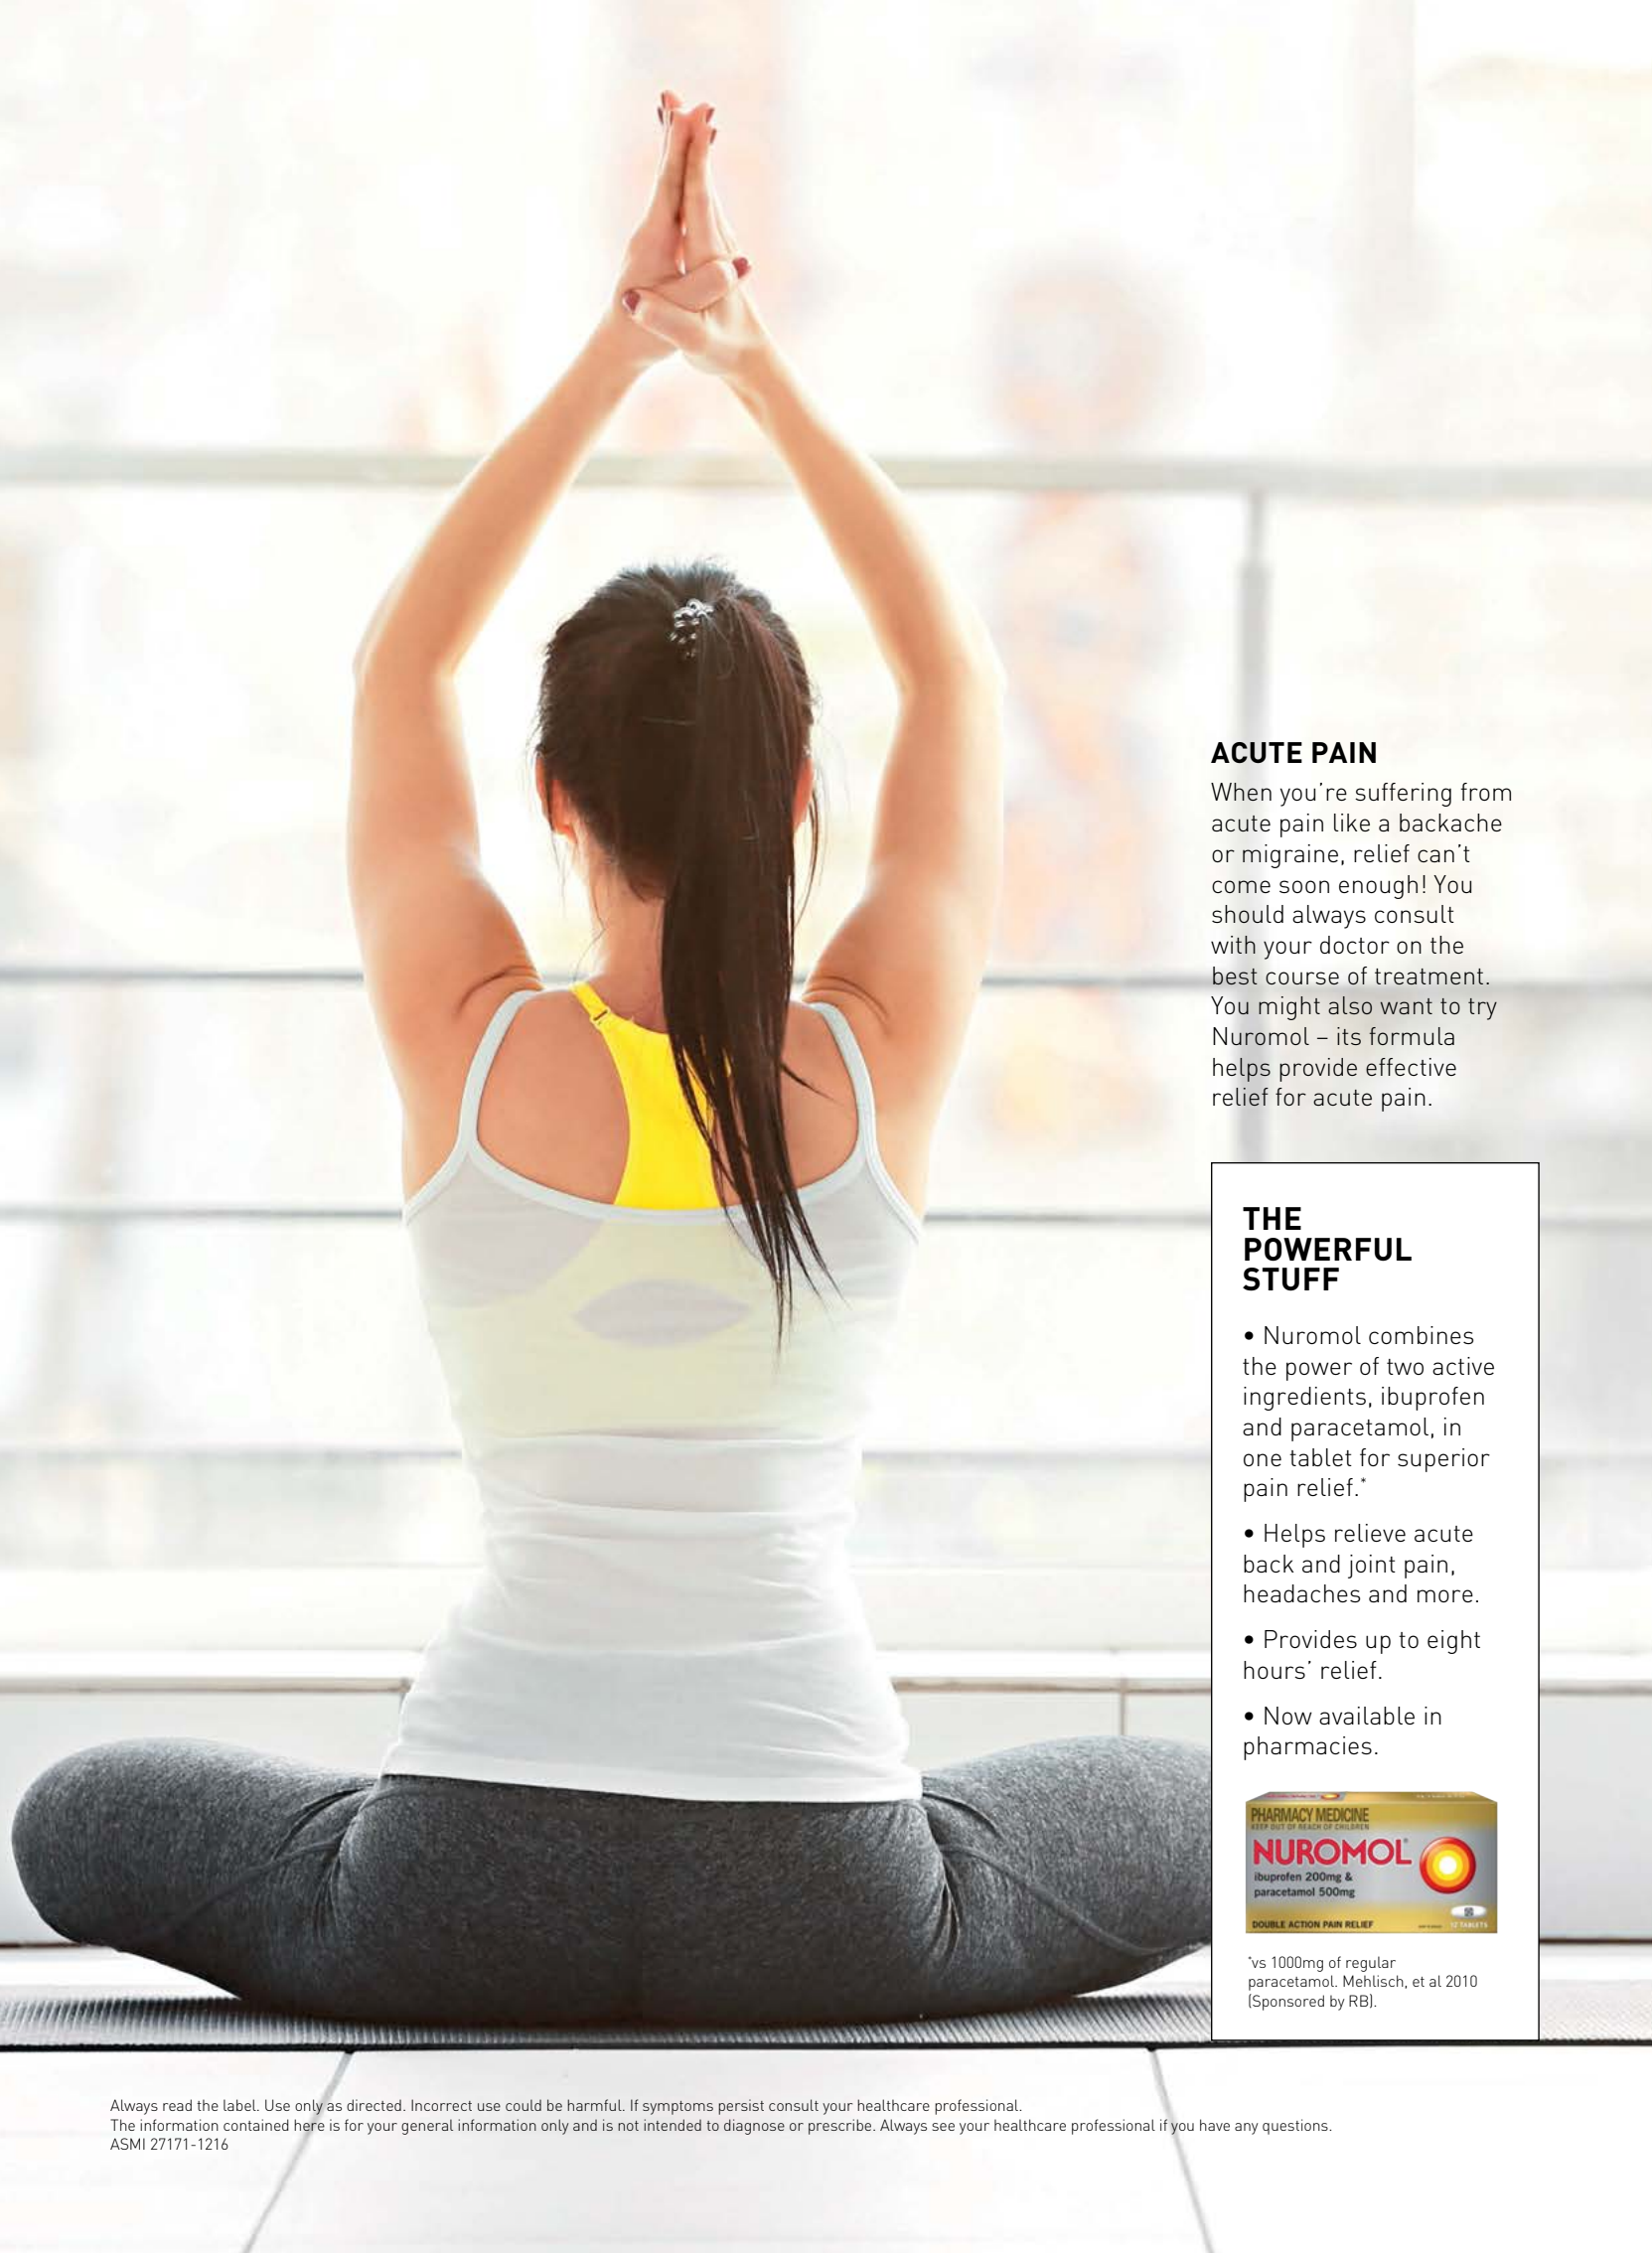 ACUTE PAIN
When you're suffering from
acute pain like a backache
or migraine, relief can't
come soon enough! You
should always consult
with your doctor on the
best course of treatment.
You might also want to try
Nuromol – its formula
helps provide effective
relief for acute pain.
THE
POWERFUL
STUFF
• Nuromol combines
the power of two active
ingredients, ibuprofen
and paracetamol, in
one tablet for superior
pain relief.*
• Helps relieve acute
back and joint pain,
headaches and more.
• Provides up to eight
hours' relief.
• Now available in
pharmacies.
PHARMACY MEDICINE
KEEP OUT OF REACH OF CHILDREN
NUROMOL®
ibuprofen 200mg &
paracetamol 500mg
DOUBLE ACTION PAIN RELIEF
12 TABLETS
*vs 1000mg of regular
paracetamol. Mehlisch, et al 2010
(Sponsored by RB).
Always read the label. Use only as directed. Incorrect use could be harmful. If symptoms persist consult your healthcare professional.
The information contained here is for your general information only and is not intended to diagnose or prescribe. Always see your healthcare professional if you have any questions.
ASMI 27171-1216